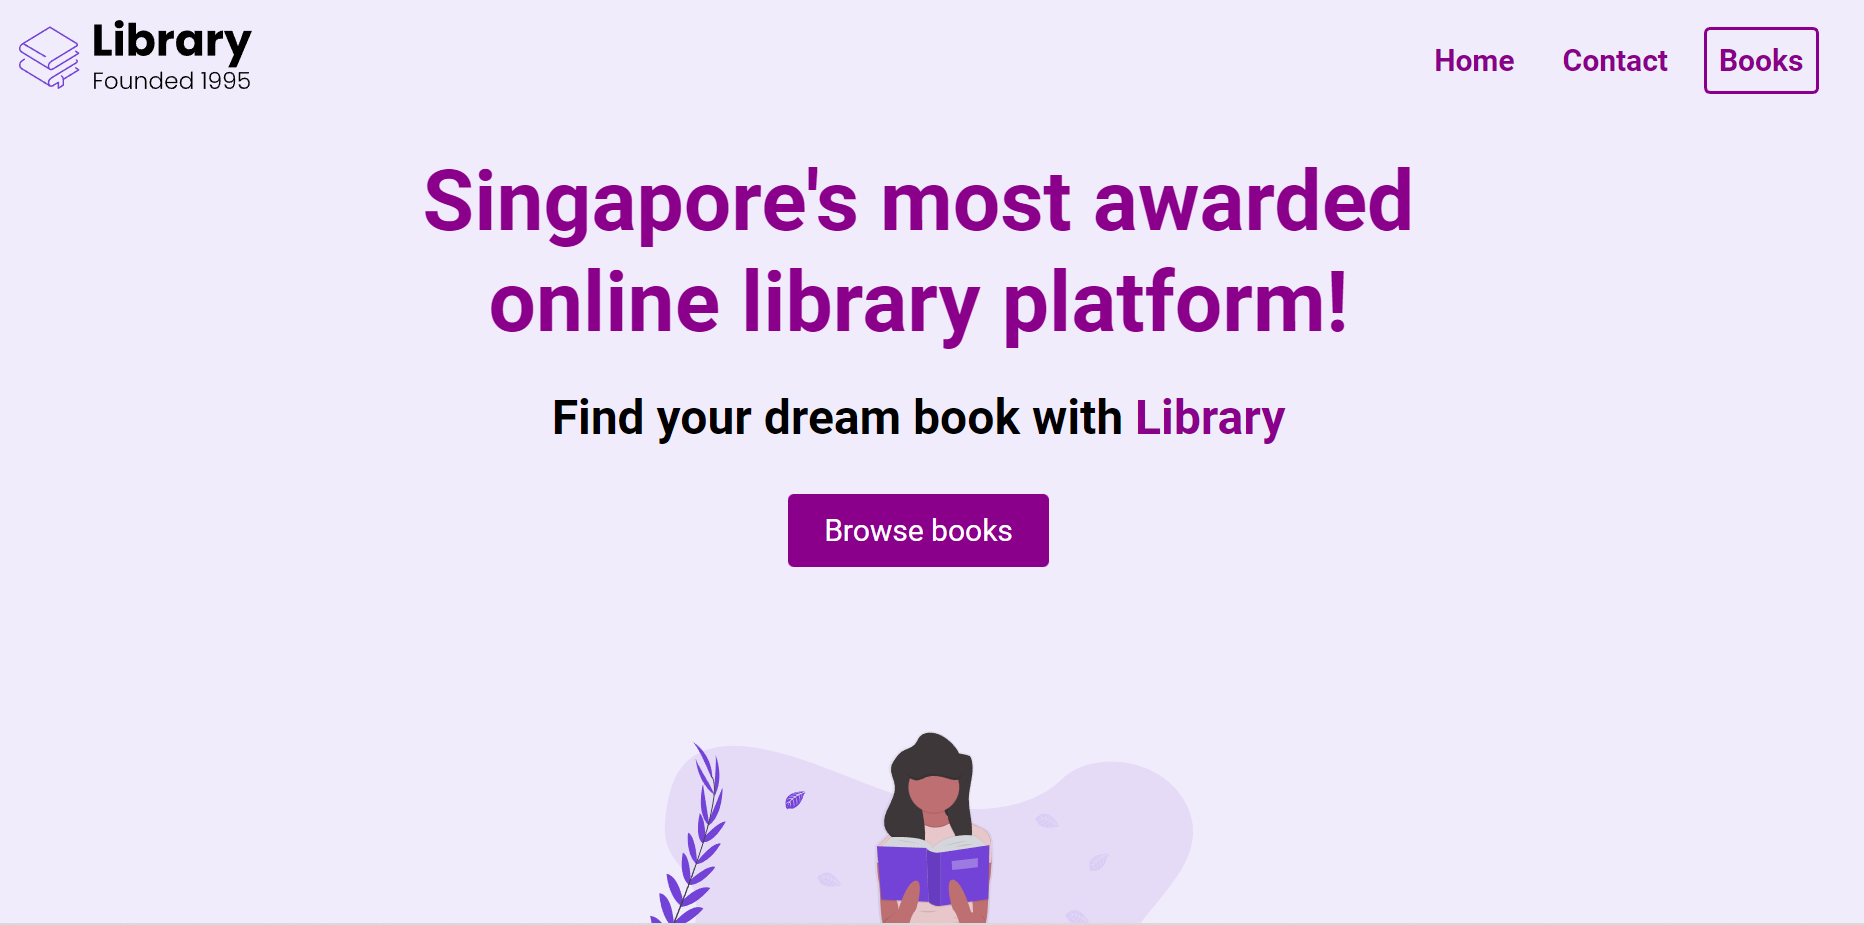 Library
Founded 1995
Home
Contact
Books
Singapore's most awarded
online library platform!
Find your dream book with Library
Browse books